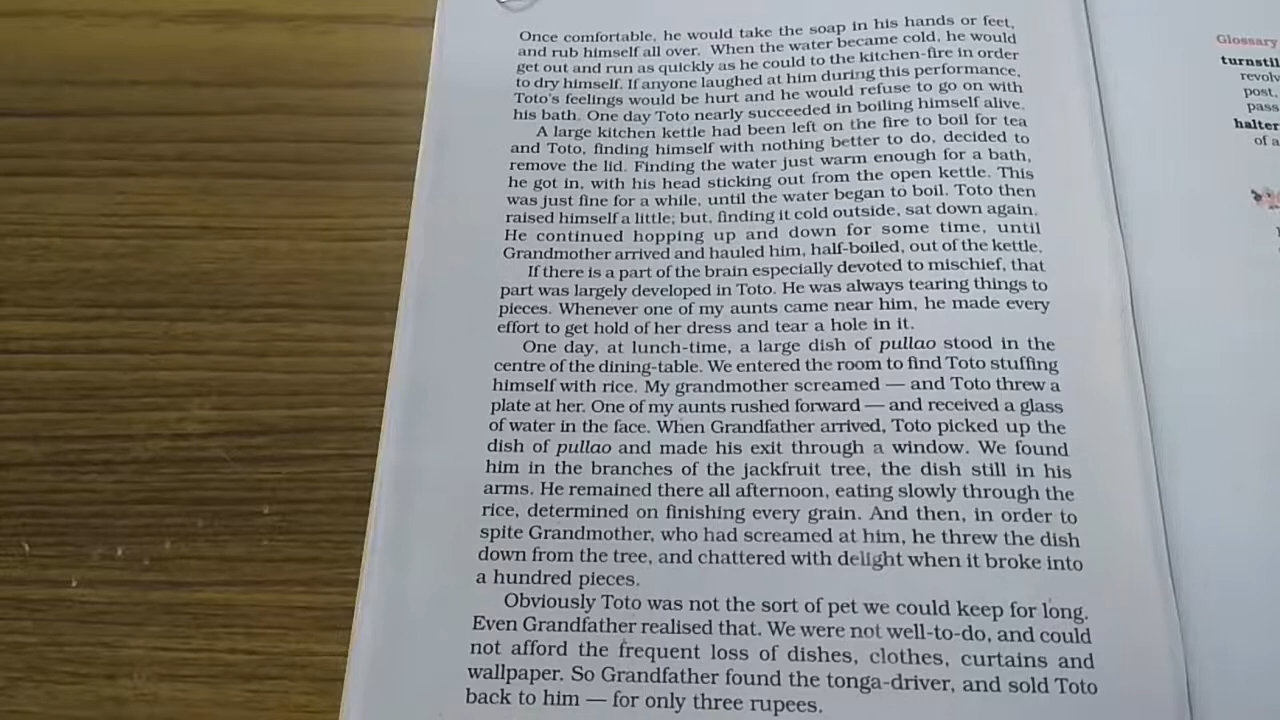 Once comfortable, he would take the soap in his hands or feet,
and rub himself all over. When the water became cold, he would
get out and run as quickly as he could to the kitchen-fire in order
to dry himself. If anyone laughed at him during this performance,
Toto's feelings would be hurt and he would refuse to go on with
his bath. One day Toto nearly succeeded in boiling himself alive.
A large kitchen kettle had been left on the fire to boil for tea
and Toto, finding himself with nothing better to do, decided to
remove the lid. Finding the water just warm enough for a bath,
he got in, with his head sticking out from the open kettle. This
was just fine for a while, until the water began to boil. Toto then
raised himself a little; but, finding it cold outside, sat down again.
He continued hopping up and down for some time, until
Grandmother arrived and hauled him, half-boiled, out of the kettle.
If there is a part of the brain especially devoted to mischief, that
part was largely developed in Toto. He was always tearing things to
pieces. Whenever one of my aunts came near him, he made every
effort to get hold of her dress and tear a hole in it.
One day, at lunch-time, a large dish of pullao stood in the
centre of the dining-table. We entered the room to find Toto stuffing
himself with rice. My grandmother screamed — and Toto threw a
plate at her. One of my aunts rushed forward — and received a glass
of water in the face. When Grandfather arrived, Toto picked up the
dish of pullao and made his exit through a window. We found
him in the branches of the jackfruit tree, the dish still in his
arms. He remained there all afternoon, eating slowly through the
rice, determined on finishing every grain. And then, in order to
spite Grandmother, who had screamed at him, he threw the dish
down from the tree, and chattered with delight when it broke into
a hundred pieces.
Obviously Toto was not the sort of pet we could keep for long.
Even Grandfather realised that. We were not well-to-do, and could
not afford the frequent loss of dishes, clothes, curtains and
wallpaper. So Grandfather found the tonga-driver, and sold Toto
back to him — for only three rupees.
Glossary
turnstil
revolv
post,
pass
halter
of a